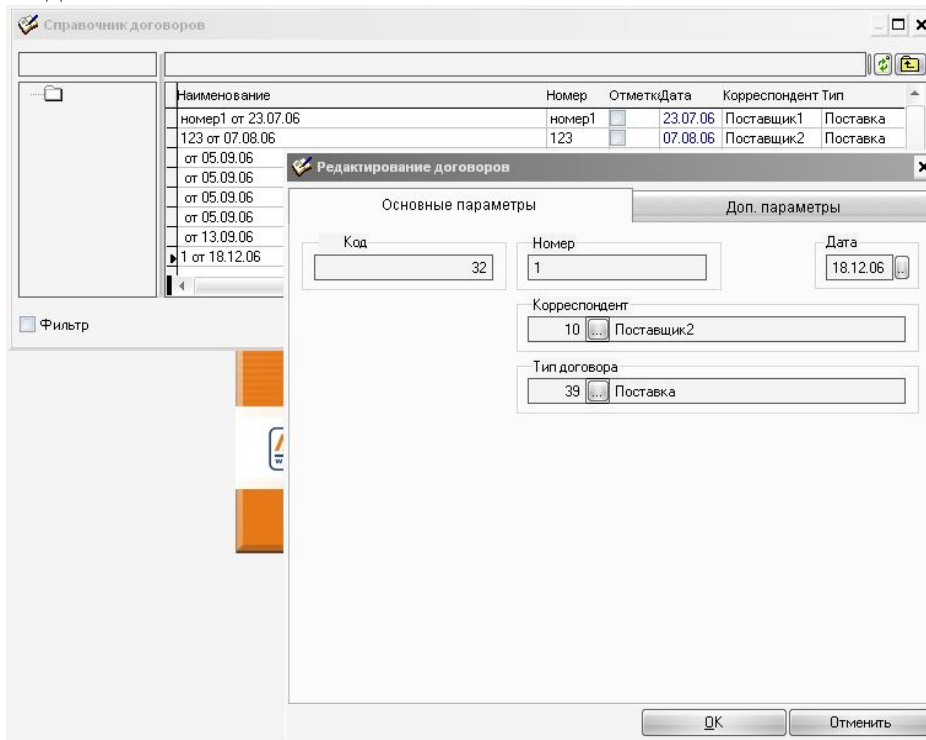 Справочник договоров
Наименование Номер Отметка Дата Корреспондент Тип
номер1 от 23.07.06 номер1 23.07.06 Поставщик1 Поставка
123 от 07.08.06 123 07.08.06 Поставщик2 Поставка
от 05.09.06
от 05.09.06
от 05.09.06
от 05.09.06
от 13.09.06
1 от 18.12.06
Фильтр
Редактирование договоров
Основные параметры Доп. параметры
Код Номер Дата
32 1 18.12.06 ...
Корреспондент
10 ... Поставщик2
Тип договора
39 ... Поставка
OK Отменить